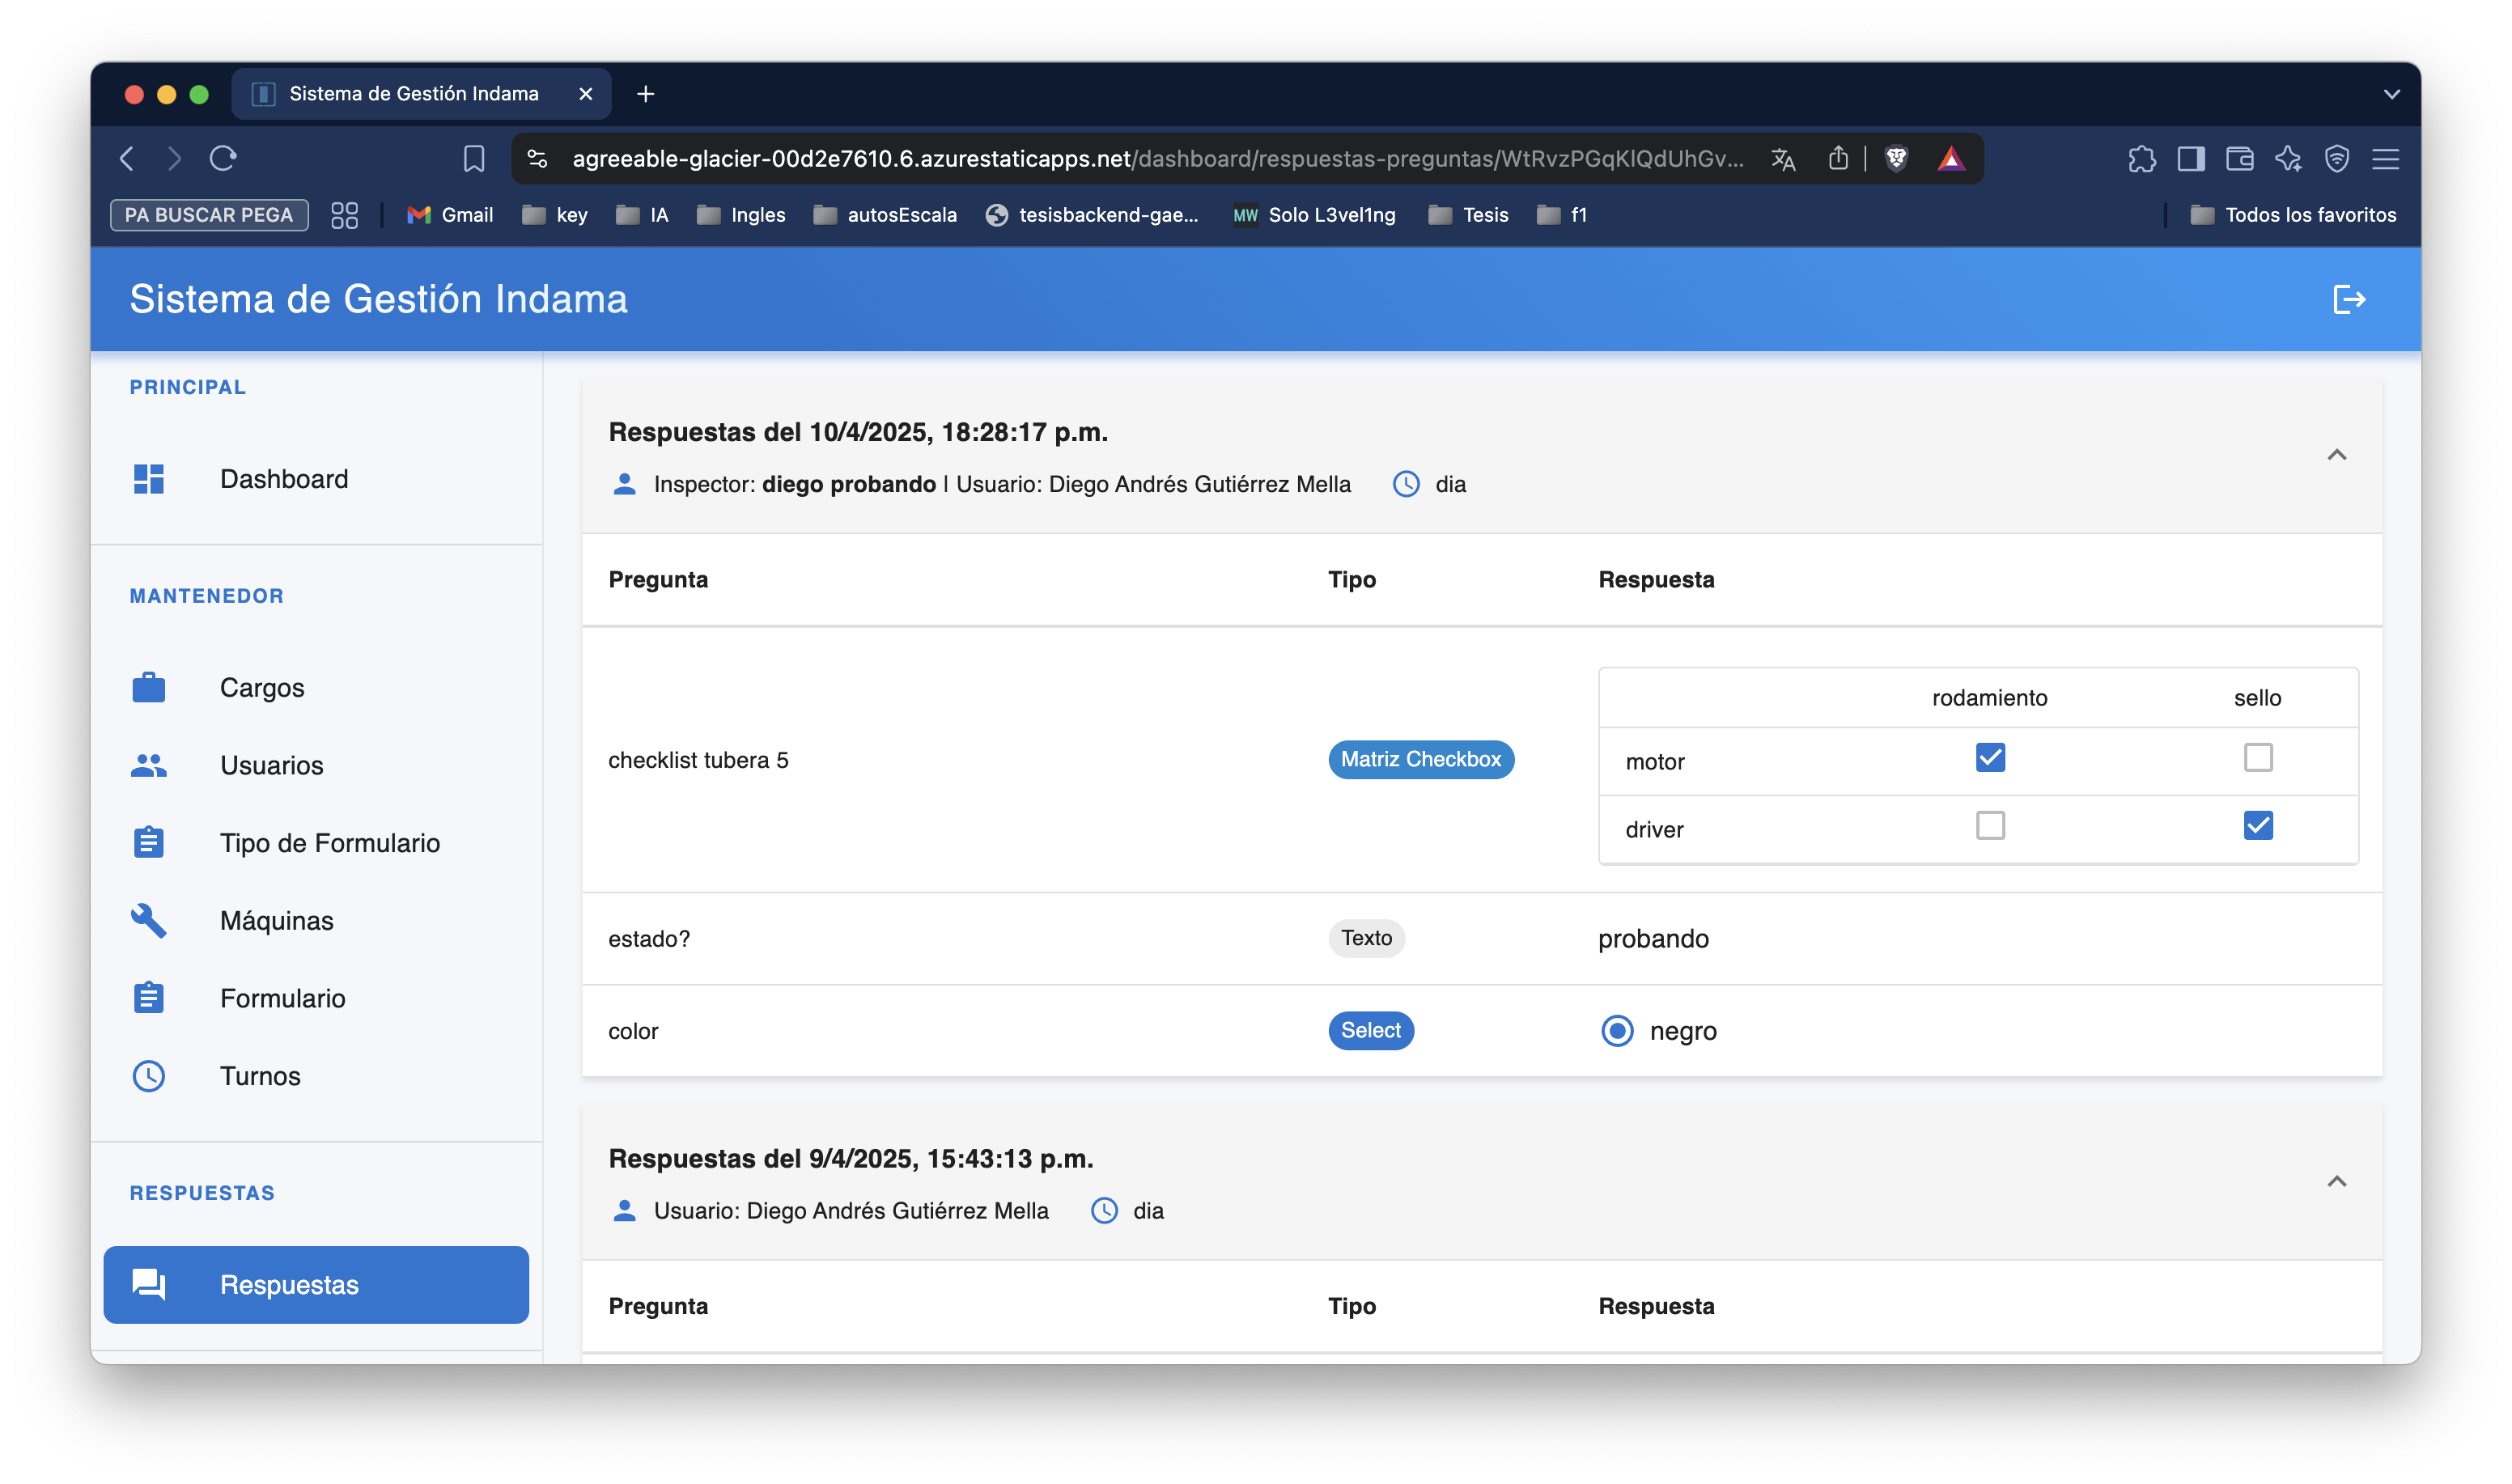 Sistema de Gestión Indama
agreeable-glacier-00d2e7610.6.azurestaticapps.net/dashboard/respuestas-preguntas/WtRvzPGqKIQdUhGv...
PA BUSCAR PEGA
Gmail
key
IA
Ingles
autosEscala
tesisbackend-gae...
MW Solo L3vel1ng
Tesis
f1
Todos los favoritos
Sistema de Gestión Indama
PRINCIPAL
Dashboard
MANTENEDOR
Cargos
Usuarios
Tipo de Formulario
Máquinas
Formulario
Turnos
RESPUESTAS
Respuestas
Respuestas del 10/4/2025, 18:28:17 p.m.
Inspector: diego probando | Usuario: Diego Andrés Gutiérrez Mella dia
Pregunta Tipo Respuesta
rodamiento sello
checklist tubera 5 Matriz Checkbox
motor
driver
estado? Texto probando
color Select negro
Respuestas del 9/4/2025, 15:43:13 p.m.
Usuario: Diego Andrés Gutiérrez Mella dia
Pregunta Tipo Respuesta